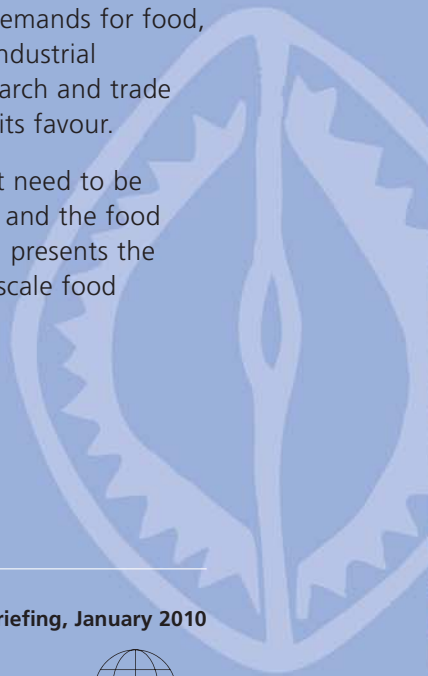 emands for food,
ndustrial
arch and trade
its favour.
t need to be
and the food
presents the
scale food
riefing, January 2010